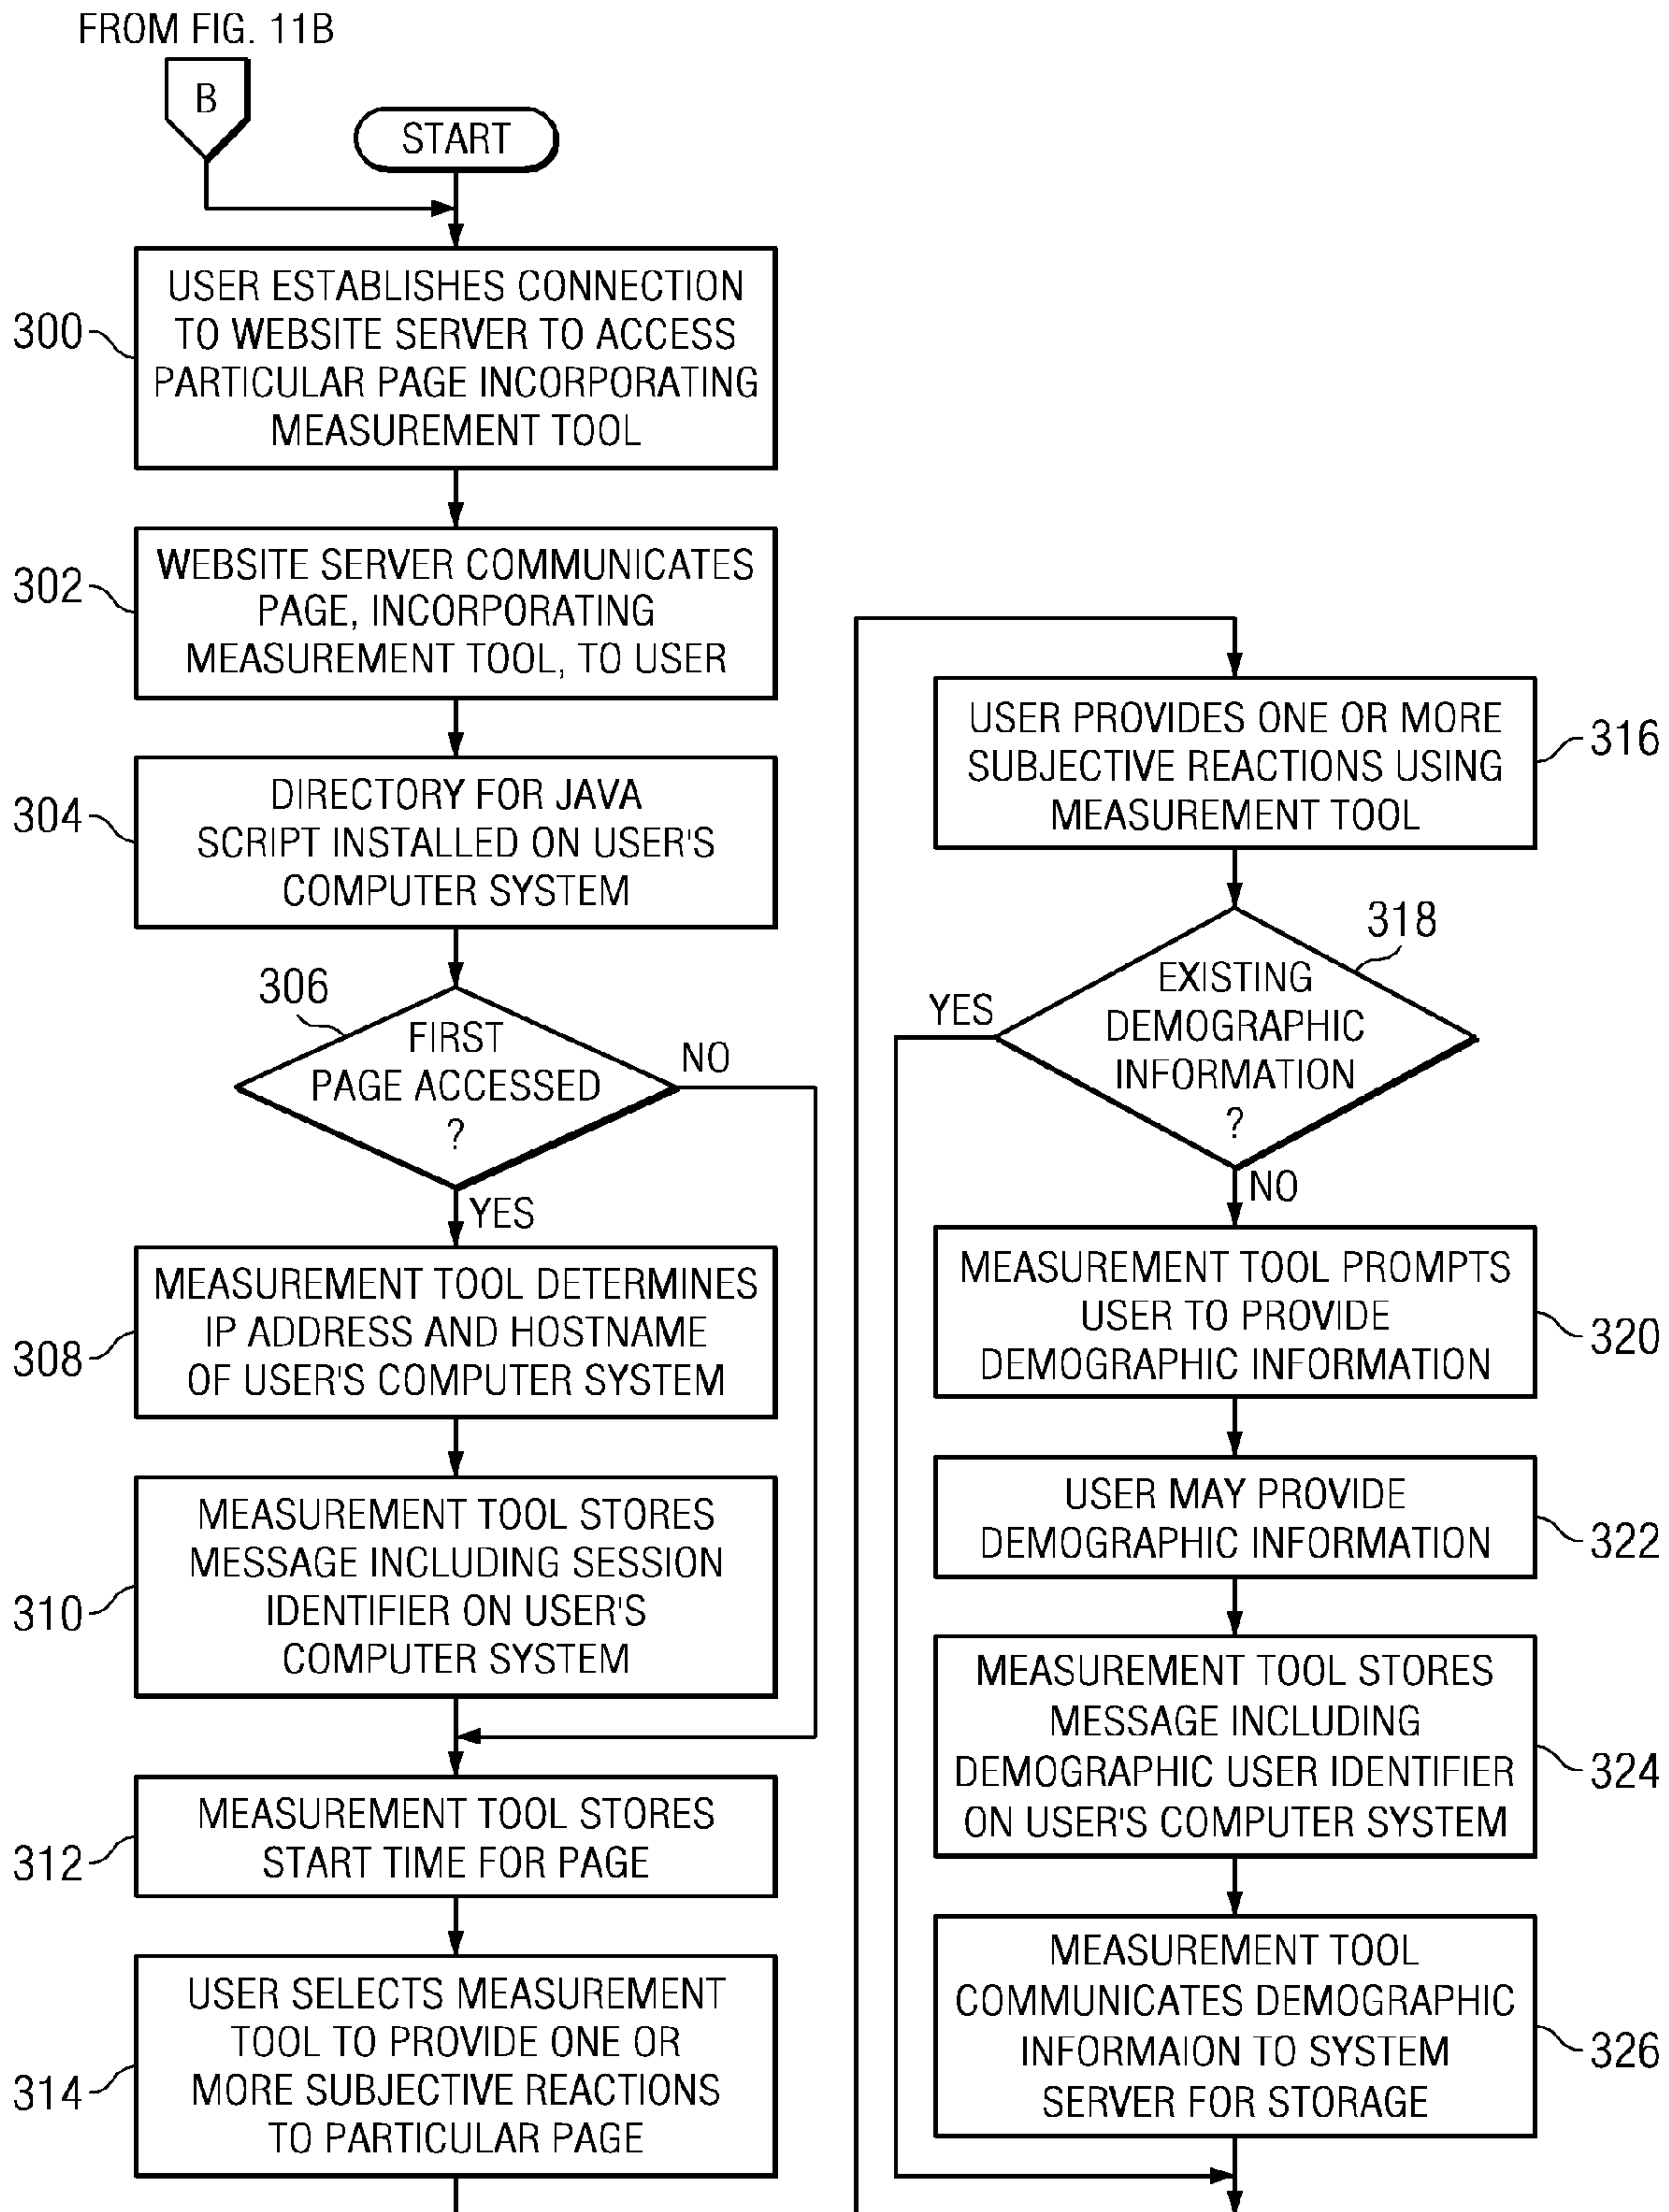 FROM FIG. 11B
B
START
300
USER ESTABLISHES CONNECTION
TO WEBSITE SERVER TO ACCESS
PARTICULAR PAGE INCORPORATING
MEASUREMENT TOOL
302
WEBSITE SERVER COMMUNICATES
PAGE, INCORPORATING
MEASUREMENT TOOL, TO USER
304
DIRECTORY FOR JAVA
SCRIPT INSTALLED ON USER'S
COMPUTER SYSTEM
306
FIRST
PAGE ACCESSED
?
NO
YES
308
MEASUREMENT TOOL DETERMINES
IP ADDRESS AND HOSTNAME
OF USER'S COMPUTER SYSTEM
310
MEASUREMENT TOOL STORES
MESSAGE INCLUDING SESSION
IDENTIFIER ON USER'S
COMPUTER SYSTEM
312
MEASUREMENT TOOL STORES
START TIME FOR PAGE
314
USER SELECTS MEASUREMENT
TOOL TO PROVIDE ONE OR
MORE SUBJECTIVE REACTIONS
TO PARTICULAR PAGE
USER PROVIDES ONE OR MORE
SUBJECTIVE REACTIONS USING
MEASUREMENT TOOL
316
318
EXISTING
DEMOGRAPHIC
INFORMATION
?
YES
NO
MEASUREMENT TOOL PROMPTS
USER TO PROVIDE
DEMOGRAPHIC INFORMATION
320
USER MAY PROVIDE
DEMOGRAPHIC INFORMATION
322
MEASUREMENT TOOL STORES
MESSAGE INCLUDING
DEMOGRAPHIC USER IDENTIFIER
ON USER'S COMPUTER SYSTEM
324
MEASUREMENT TOOL
COMMUNICATES DEMOGRAPHIC
INFORMAION TO SYSTEM
SERVER FOR STORAGE
326